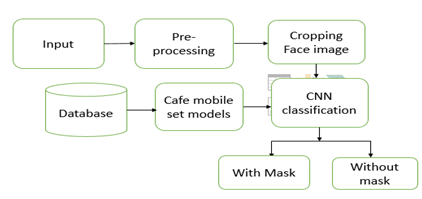 Input
Pre-
processing
Cropping
Face image
Database
Cafe mobile
set models
CNN
classification
With Mask
Without
mask